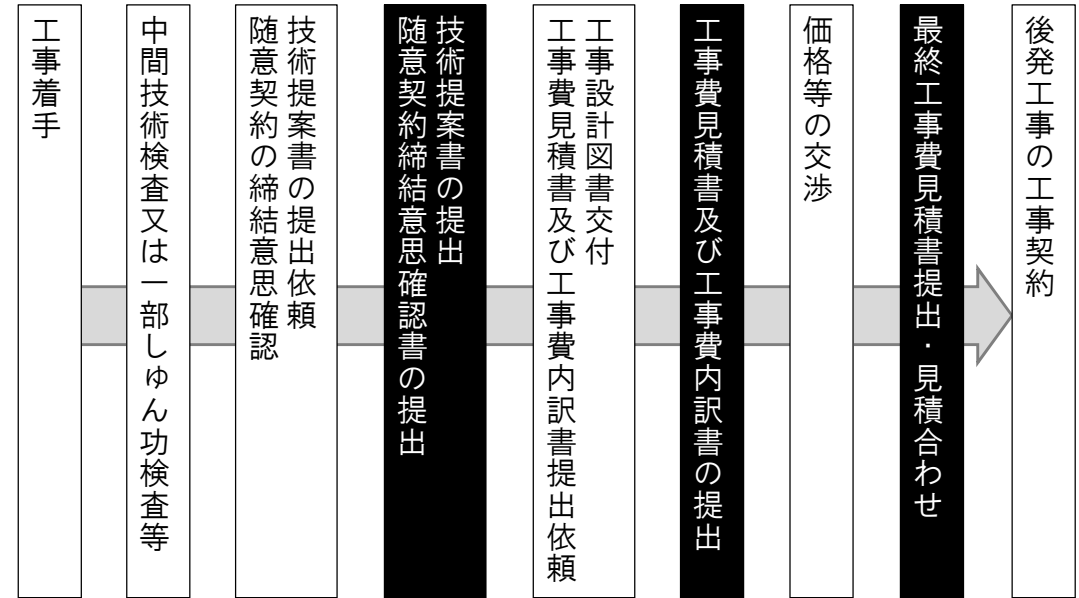 工事着手
中間技術検査又は一部しゅん功検査等
技術提案書の提出依頼
随意契約の締結意思確認
技術提案書の提出
随意契約締結意思確認書の提出
工事設計図書交付
工事費見積書及び工事費内訳書提出依頼
工事費見積書及び工事費内訳書の提出
価格等の交渉
最終工事費見積書提出・見積合わせ
後発工事の工事契約